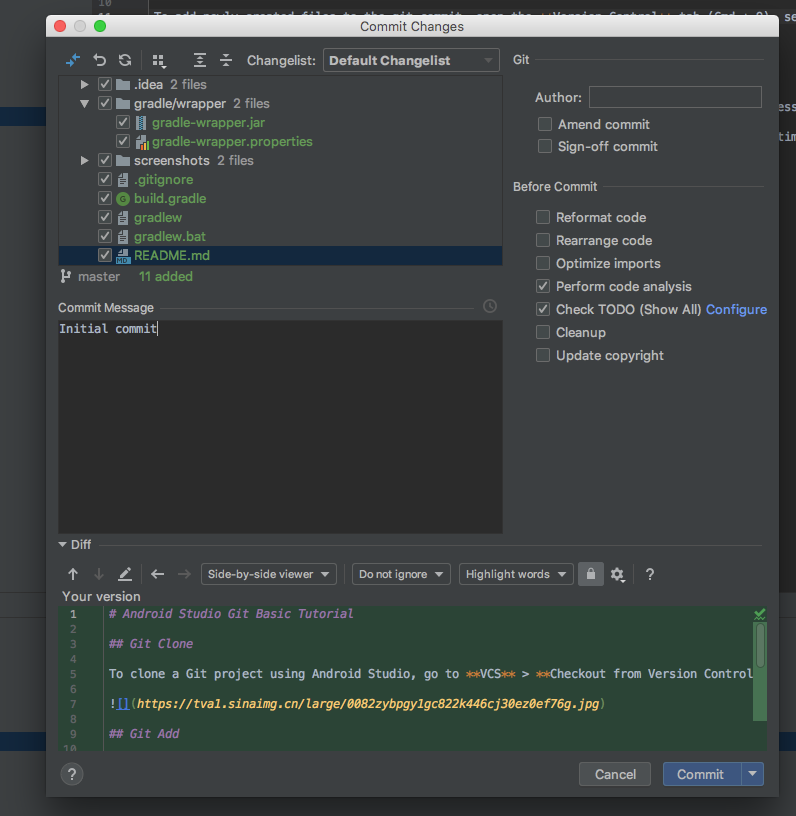 10
11
Commit Changes
Changelist: Default Changelist
.idea 2 files
gradle/wrapper 2 files
gradle-wrapper.jar
gradle-wrapper.properties
screenshots 2 files
.gitignore
G build.gradle
gradlew
gradlew.bat
MD README.md
master 11 added
Commit Message
Initial commit
Git
Author:
Amend commit
Sign-off commit
Before Commit
Reformat code
Rearrange code
Optimize imports
Perform code analysis
Check TODO (Show All) Configure
Cleanup
Update copyright
Diff
Side-by-side viewer Do not ignore Highlight words ?
Your version
1 # Android Studio Git Basic Tutorial
2
3 ## Git Clone
4
5 To clone a Git project using Android Studio, go to **VCS** > **Checkout from Version Control
6
7 ![](https://tva1.sinaimg.cn/large/0082zybpgy1gc822k446cj30ez0ef76g.jpg)
8
9 ## Git Add
10
? Cancel Commit